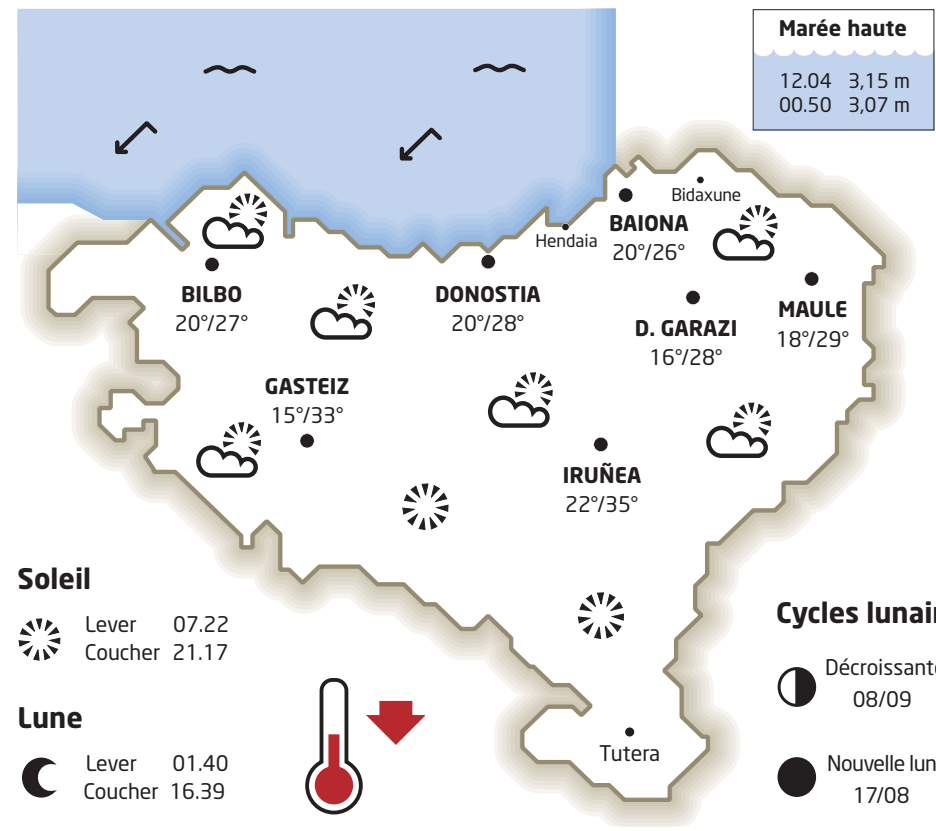 Marée haute
12.04 3,15 m
00.50 3,07 m
Bidaxune
BAIONA
20°/26°
Hendaia
BILBO
20°/27°
DONOSTIA
20°/28°
D. GARAZI
16°/28°
MAULE
18°/29°
GASTEIZ
15°/33°
IRUÑEA
22°/35°
Tutera
Soleil
Lever 07.22
Coucher 21.17
Lune
Lever 01.40
Coucher 16.39
Cycles lunair
Décroissante
08/09
Nouvelle lun
17/08